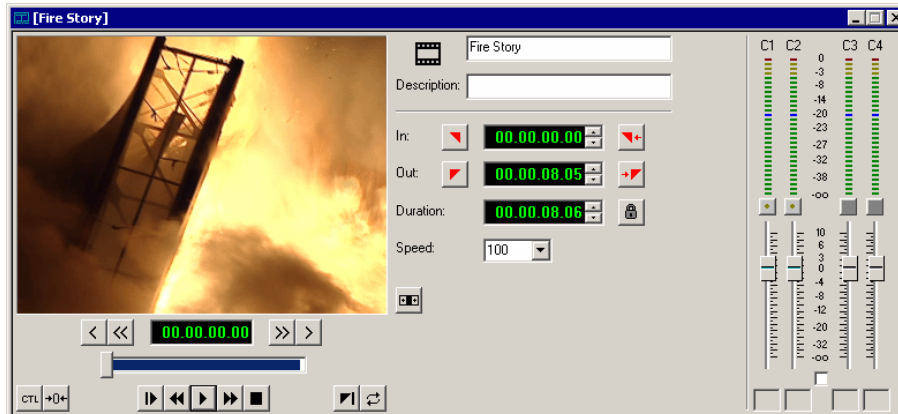 [Fire Story]
Fire Story
Description:
In: 00.00.00.00
Out: 00.00.08.05
Duration: 00.00.08.06
Speed: 100
00.00.00.00
CTL →0←
C1 C2 C3 C4
0
-3
-8
-14
-20
-23
-27
-32
-38
-oo
10
6
3
0
-4
-8
-12
-20
-32
-oo